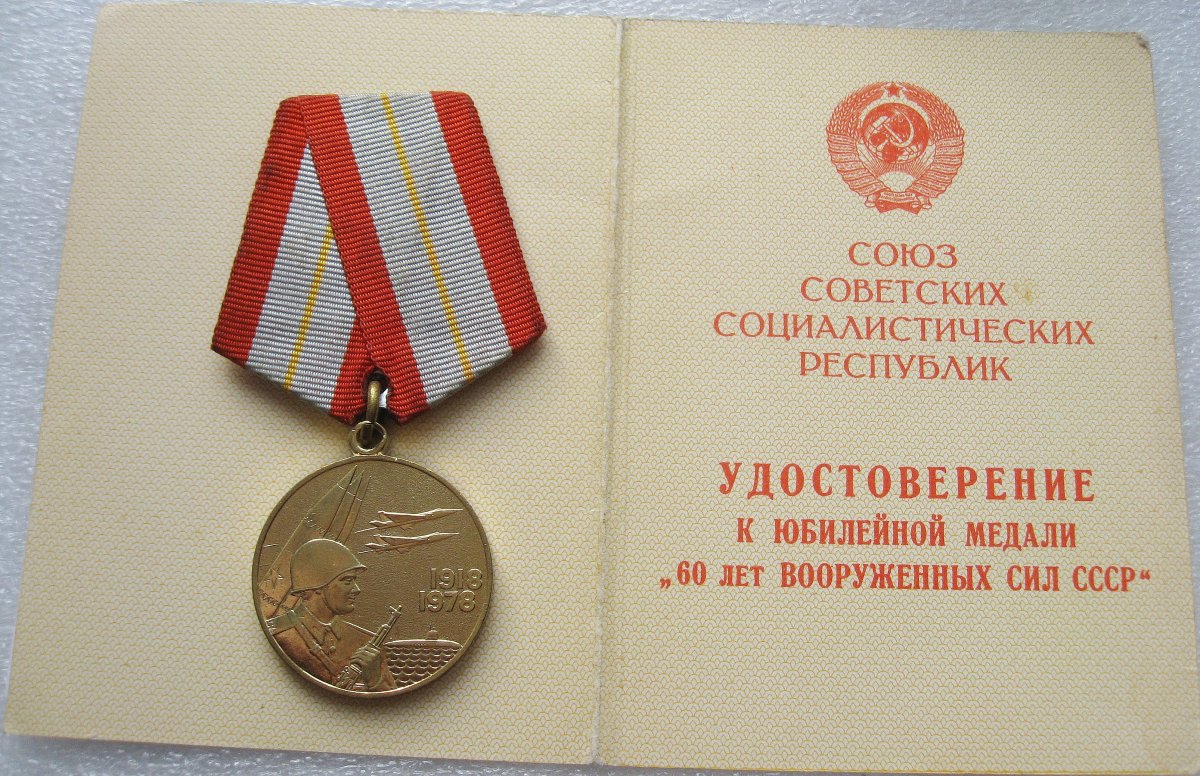 1918
1978
СОЮЗ
СОВЕТСКИХ
СОЦИАЛИСТИЧЕСКИХ
РЕСПУБЛИК
УДОСТОВЕРЕНИЕ
К ЮБИЛЕЙНОЙ МЕДАЛИ
„60 ЛЕТ ВООРУЖЕННЫХ СИЛ СССР“